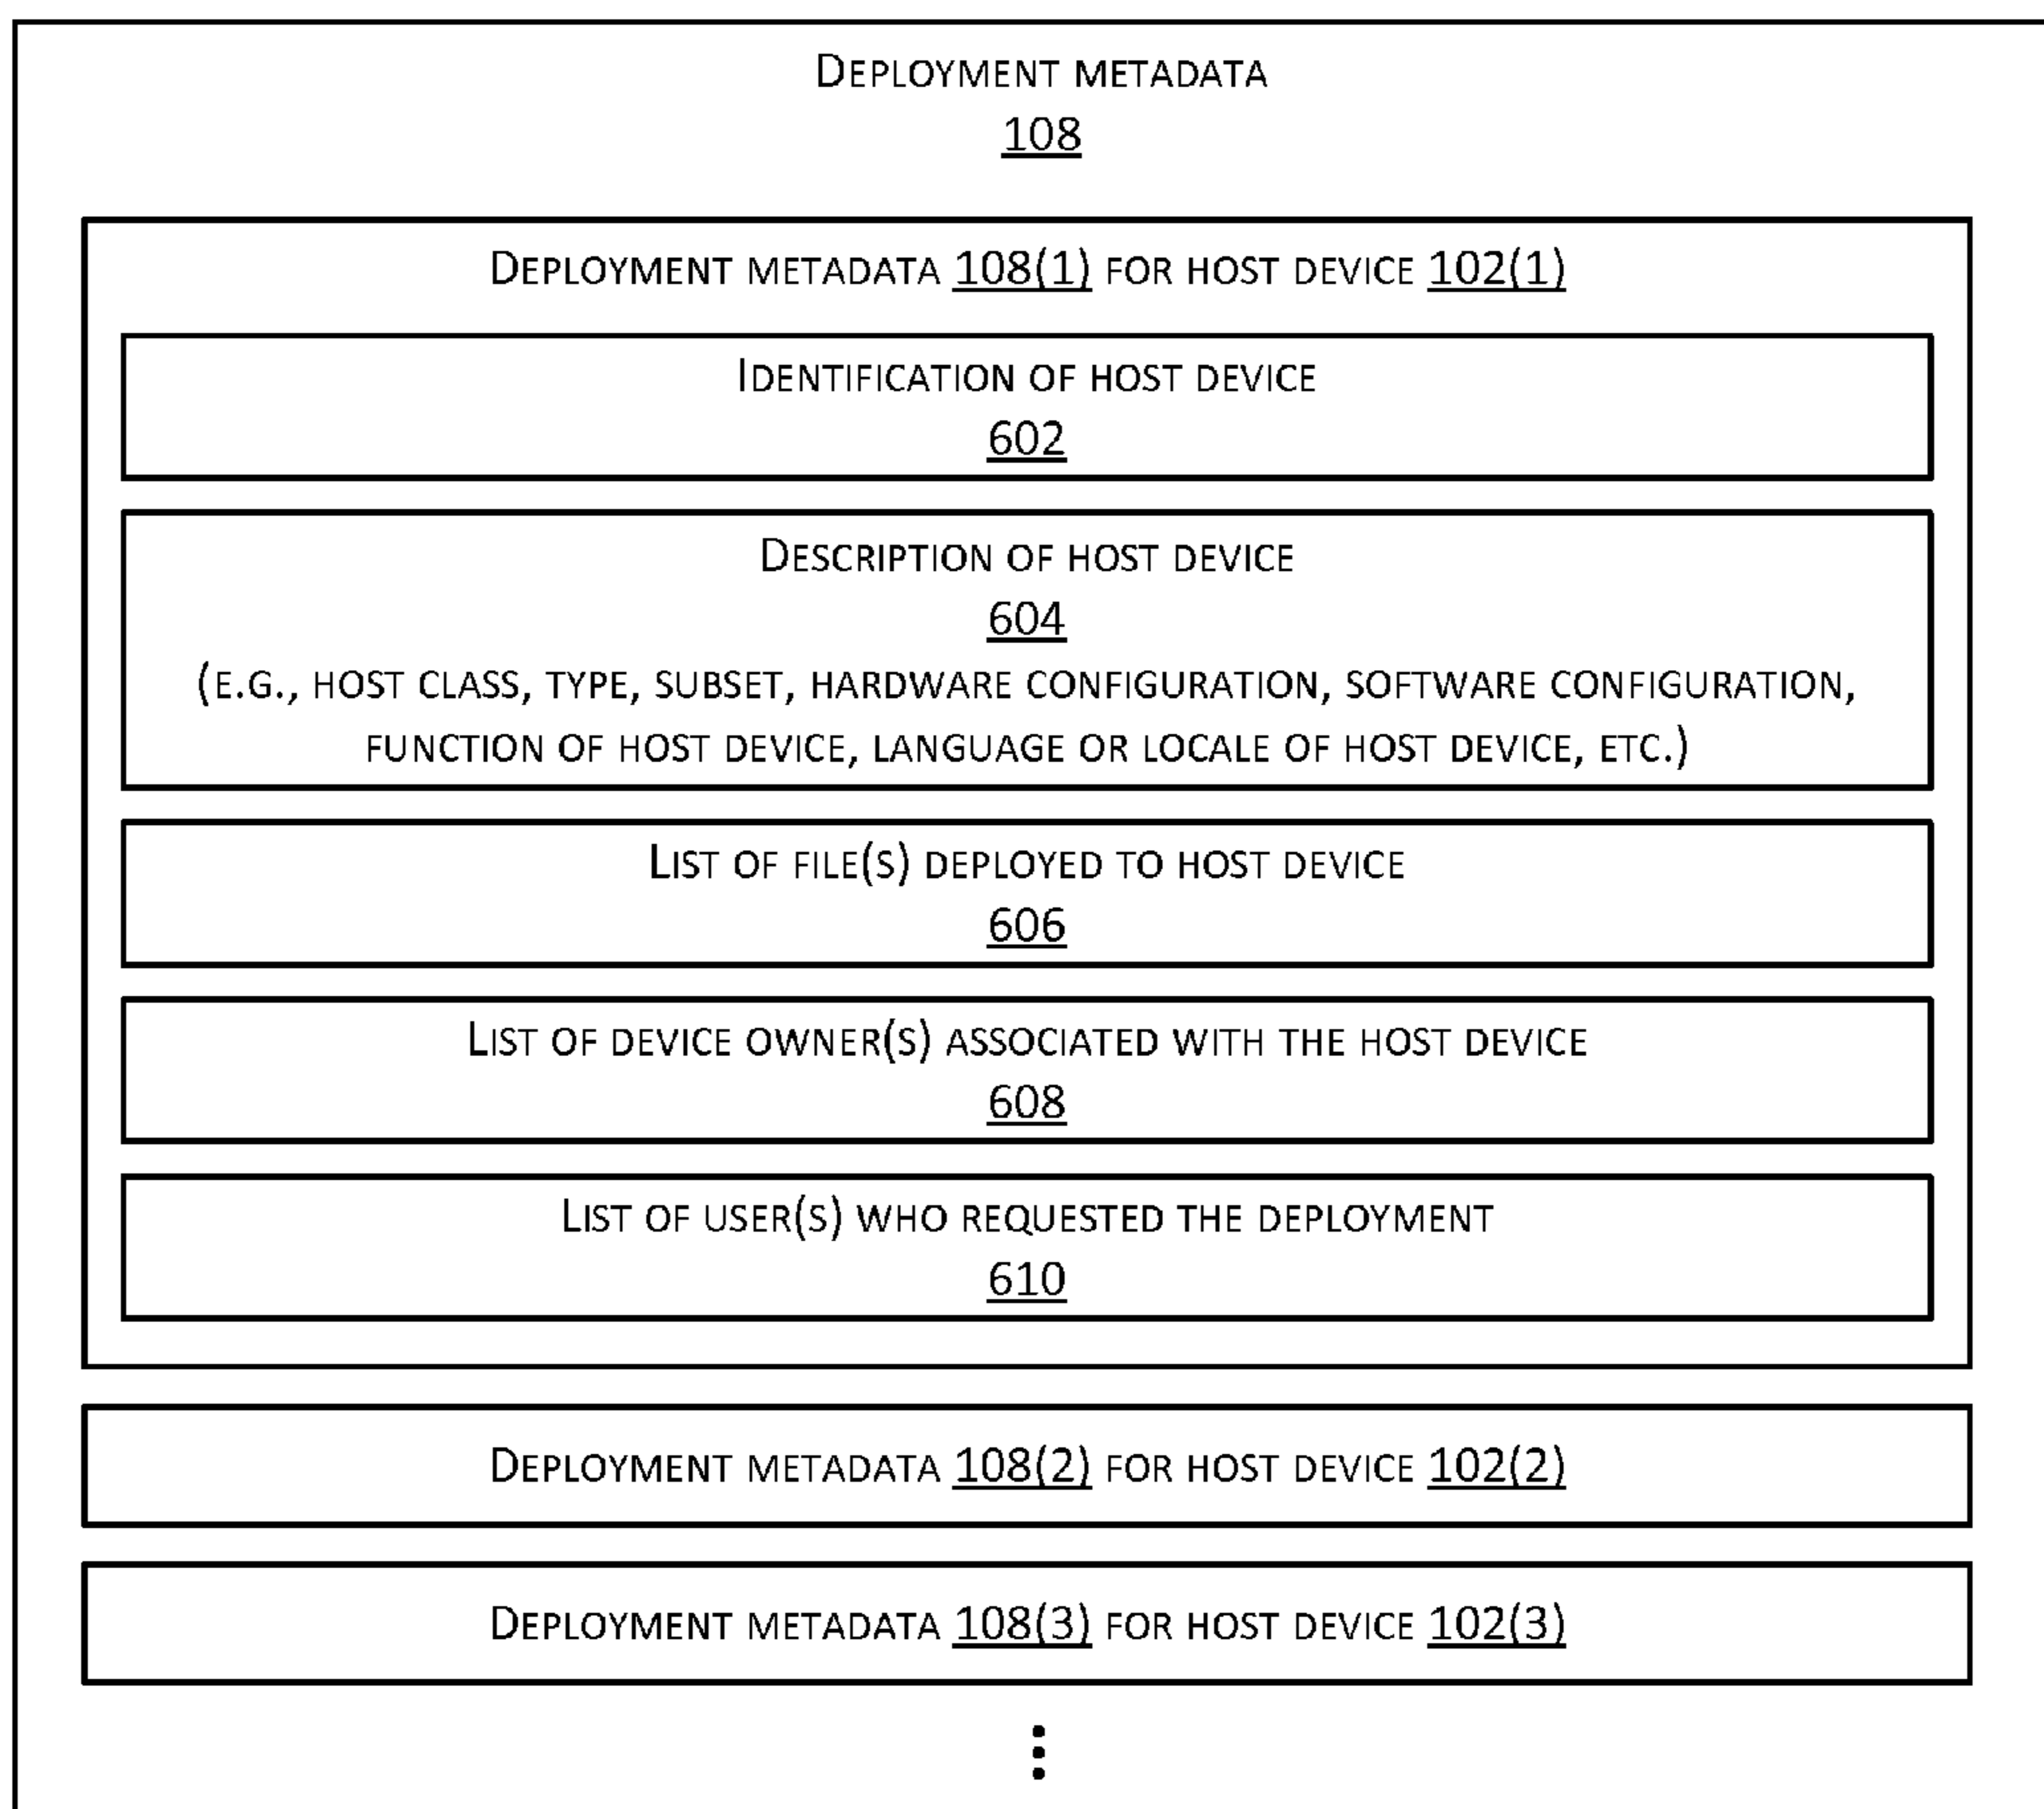 Deployment metadata
108
Deployment metadata 108(1) for host device 102(1)
Identification of host device
602
Description of host device
604
(e.g., host class, type, subset, hardware configuration, software configuration,
function of host device, language or locale of host device, etc.)
List of file(s) deployed to host device
606
List of device owner(s) associated with the host device
608
List of user(s) who requested the deployment
610
Deployment metadata 108(2) for host device 102(2)
Deployment metadata 108(3) for host device 102(3)